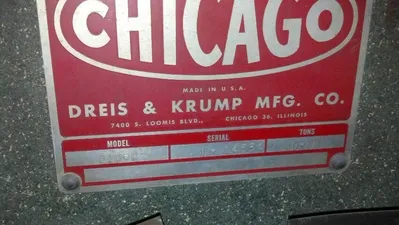 CHICAGO
MADE IN U.S.A.
DREIS & KRUMP MFG. CO.
7400 S. LOOMIS BLVD., CHICAGO 36, ILLINOIS
MODEL SERIAL TONS